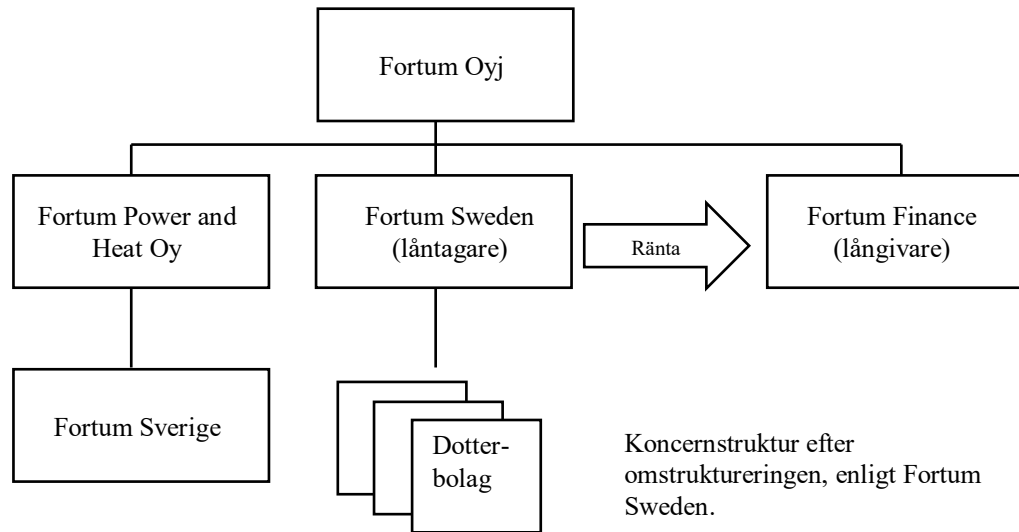 Fortum Oyj
Fortum Power and
Heat Oy
Fortum Sweden
(låntagare)
Ränta
Fortum Finance
(långivare)
Fortum Sverige
Dotter-
bolag
Koncernstruktur efter
omstruktureringen, enligt Fortum
Sweden.